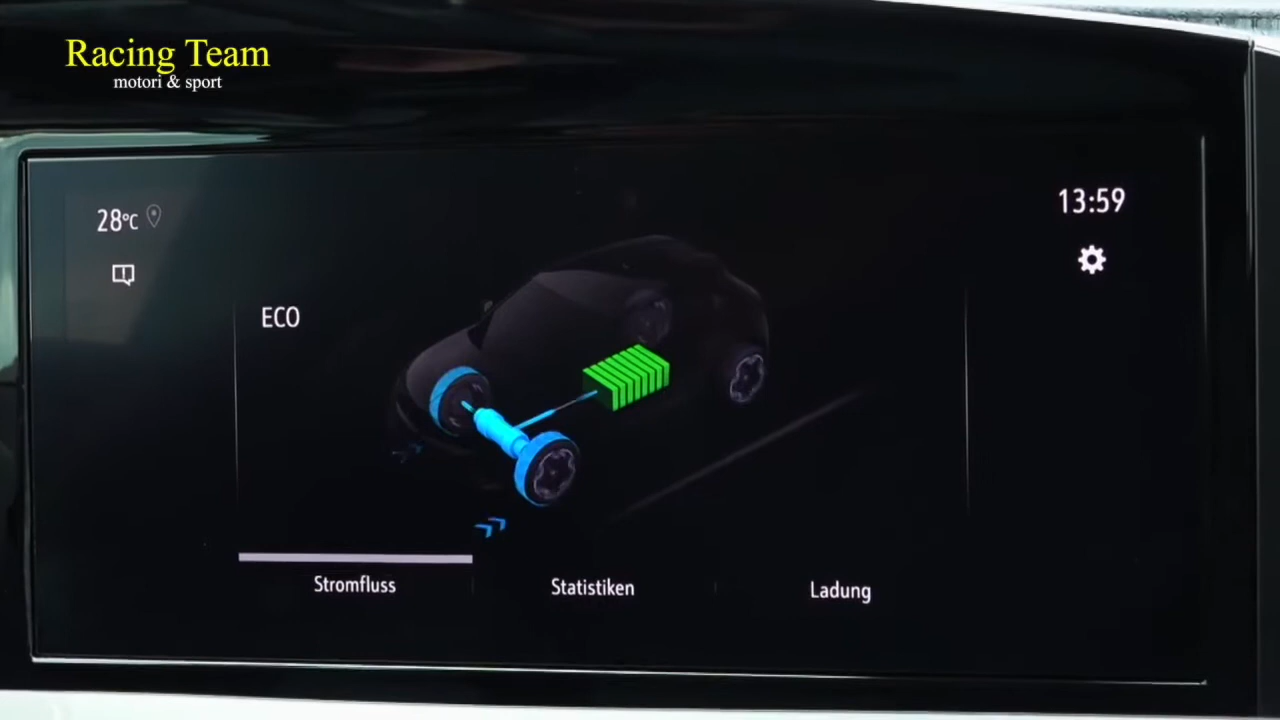 Racing Team
motori & sport
28°C
13:59
ECO
Stromfluss
Statistiken
Ladung